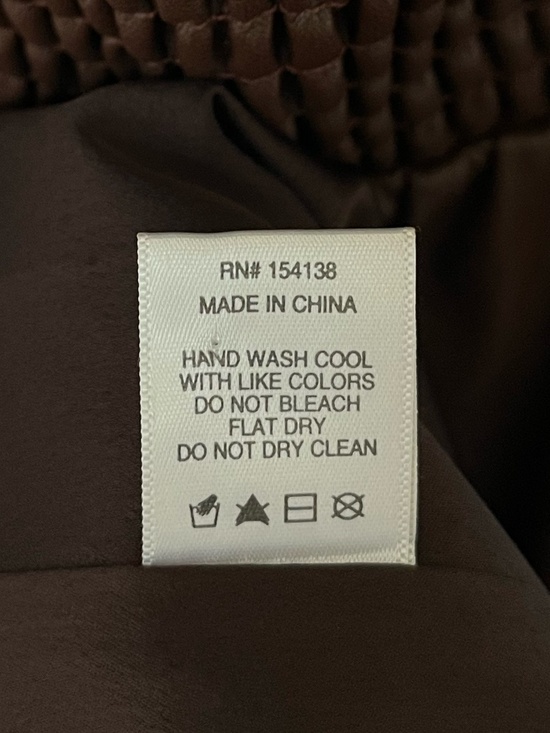 RN# 154138
MADE IN CHINA
HAND WASH COOL
WITH LIKE COLORS
DO NOT BLEACH
FLAT DRY
DO NOT DRY CLEAN